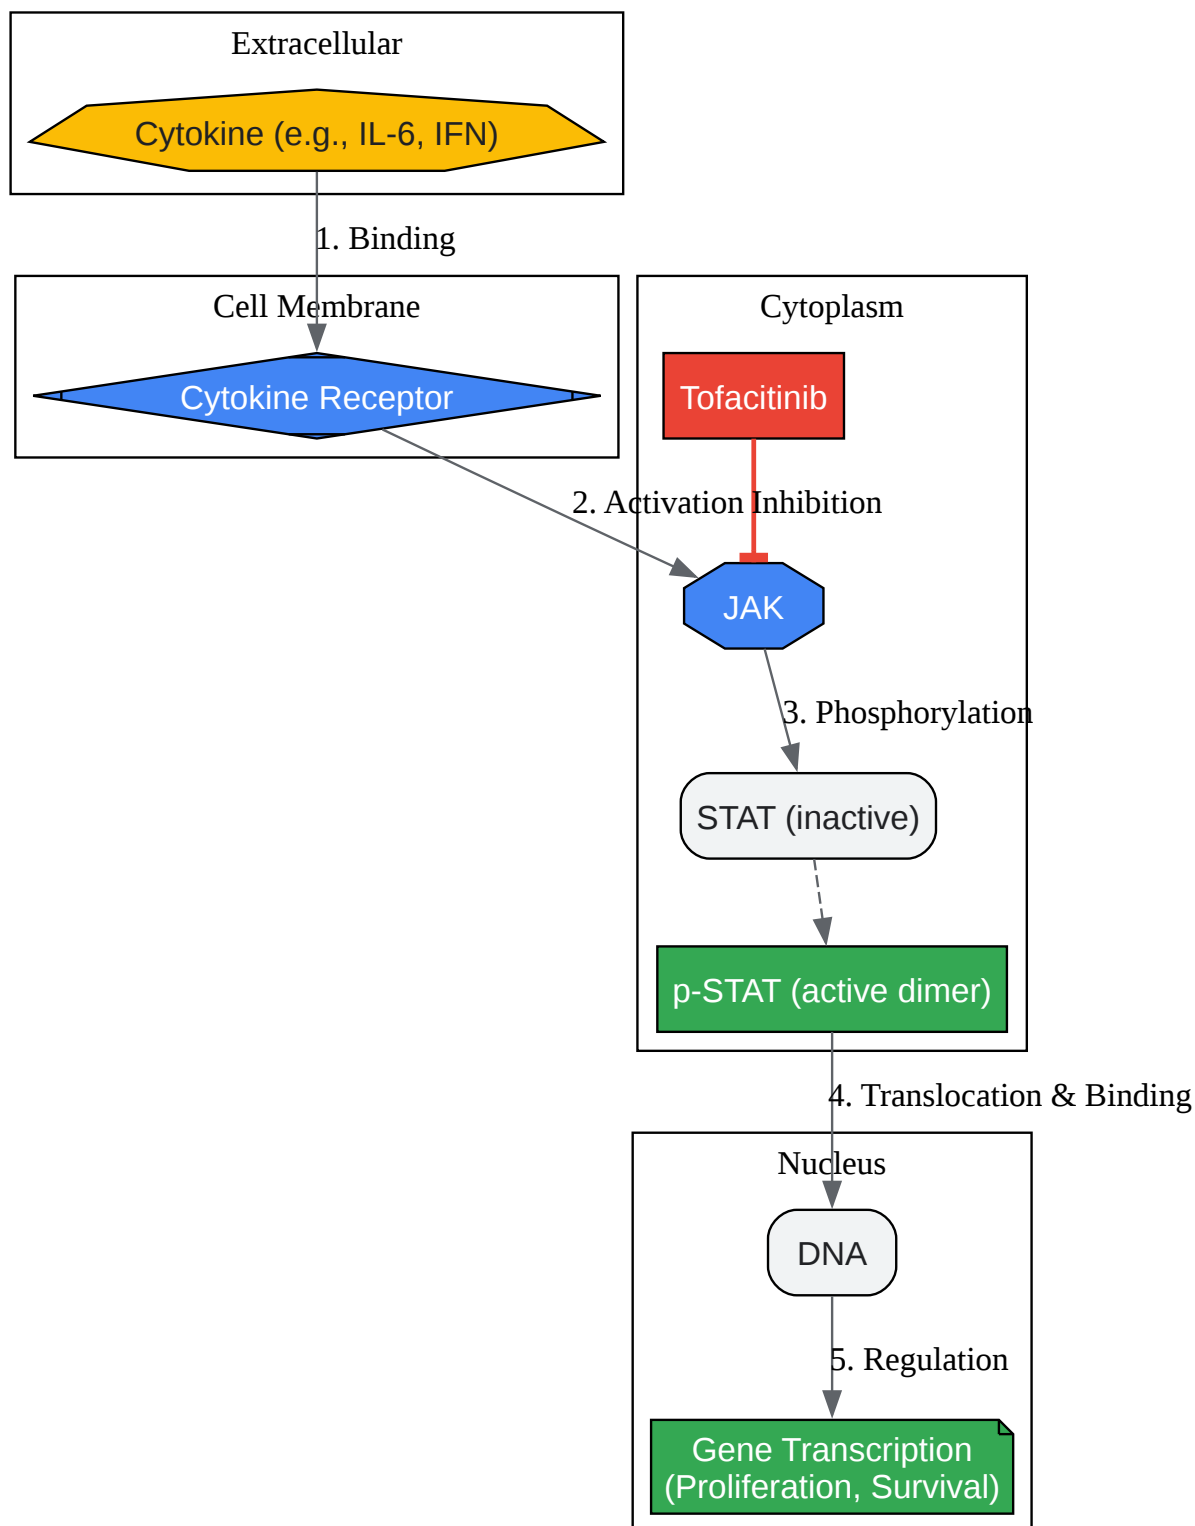 Extracellular
Cytokine (e.g., IL-6, IFN)
1. Binding
Cell Membrane
Cytokine Receptor
Cytoplasm
Tofacitinib
2. Activation
Inhibition
JAK
3. Phosphorylation
STAT (inactive)
p-STAT (active dimer)
4. Translocation & Binding
Nucleus
DNA
5. Regulation
Gene Transcription
(Proliferation, Survival)